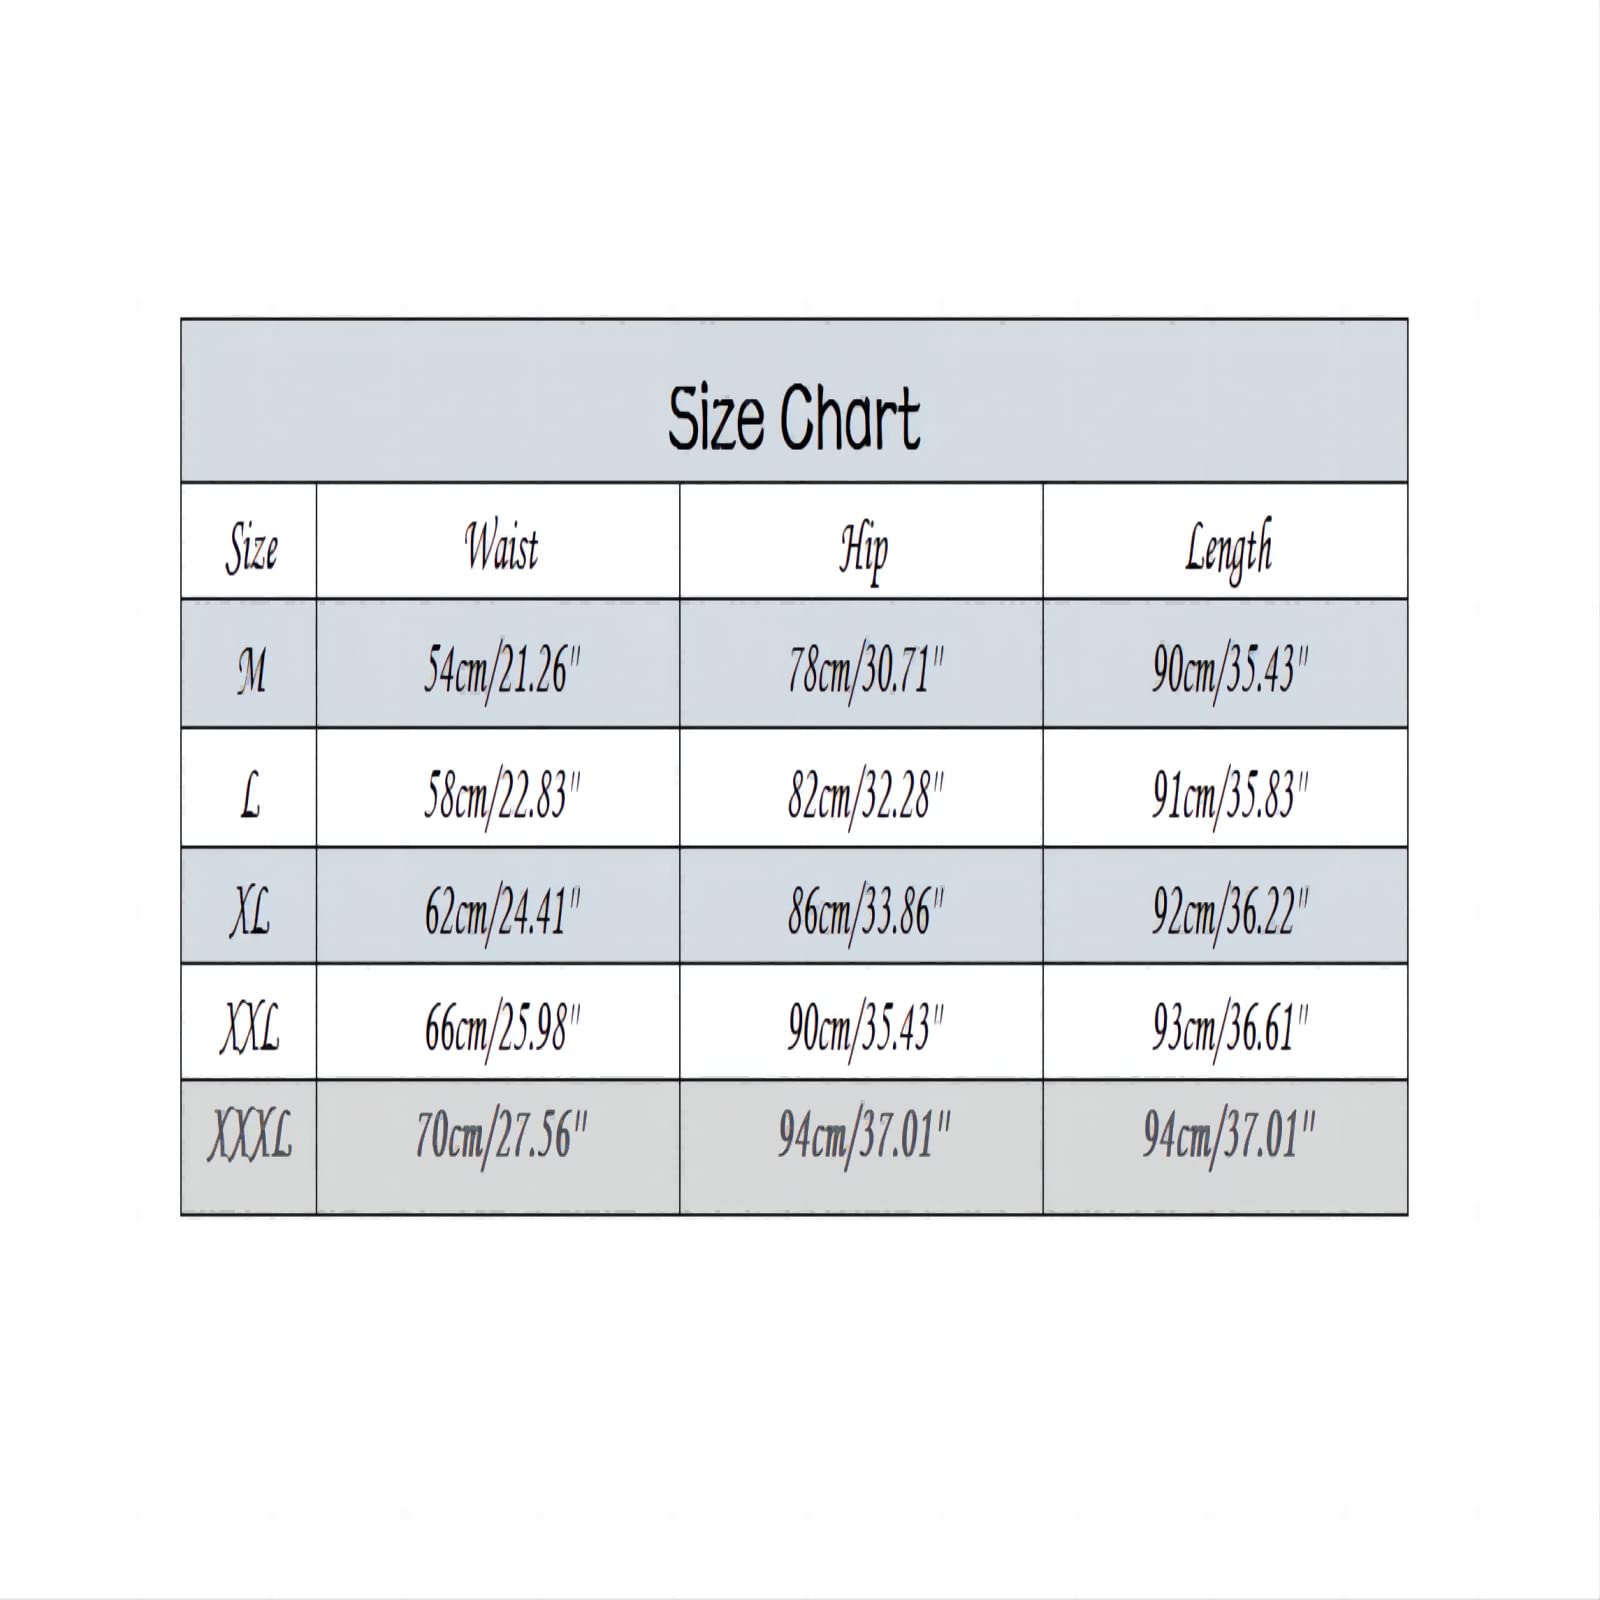 Size Chart
Size Waist Hip Length
M 54cm/21.26" 78cm/30.71" 90cm/35.43"
L 58cm/22.83" 82cm/32.28" 91cm/35.83"
XL 62cm/24.41" 86cm/33.86" 92cm/36.22"
XXL 66cm/25.98" 90cm/35.43" 93cm/36.61"
XXXL 70cm/27.56" 94cm/37.01" 94cm/37.01"